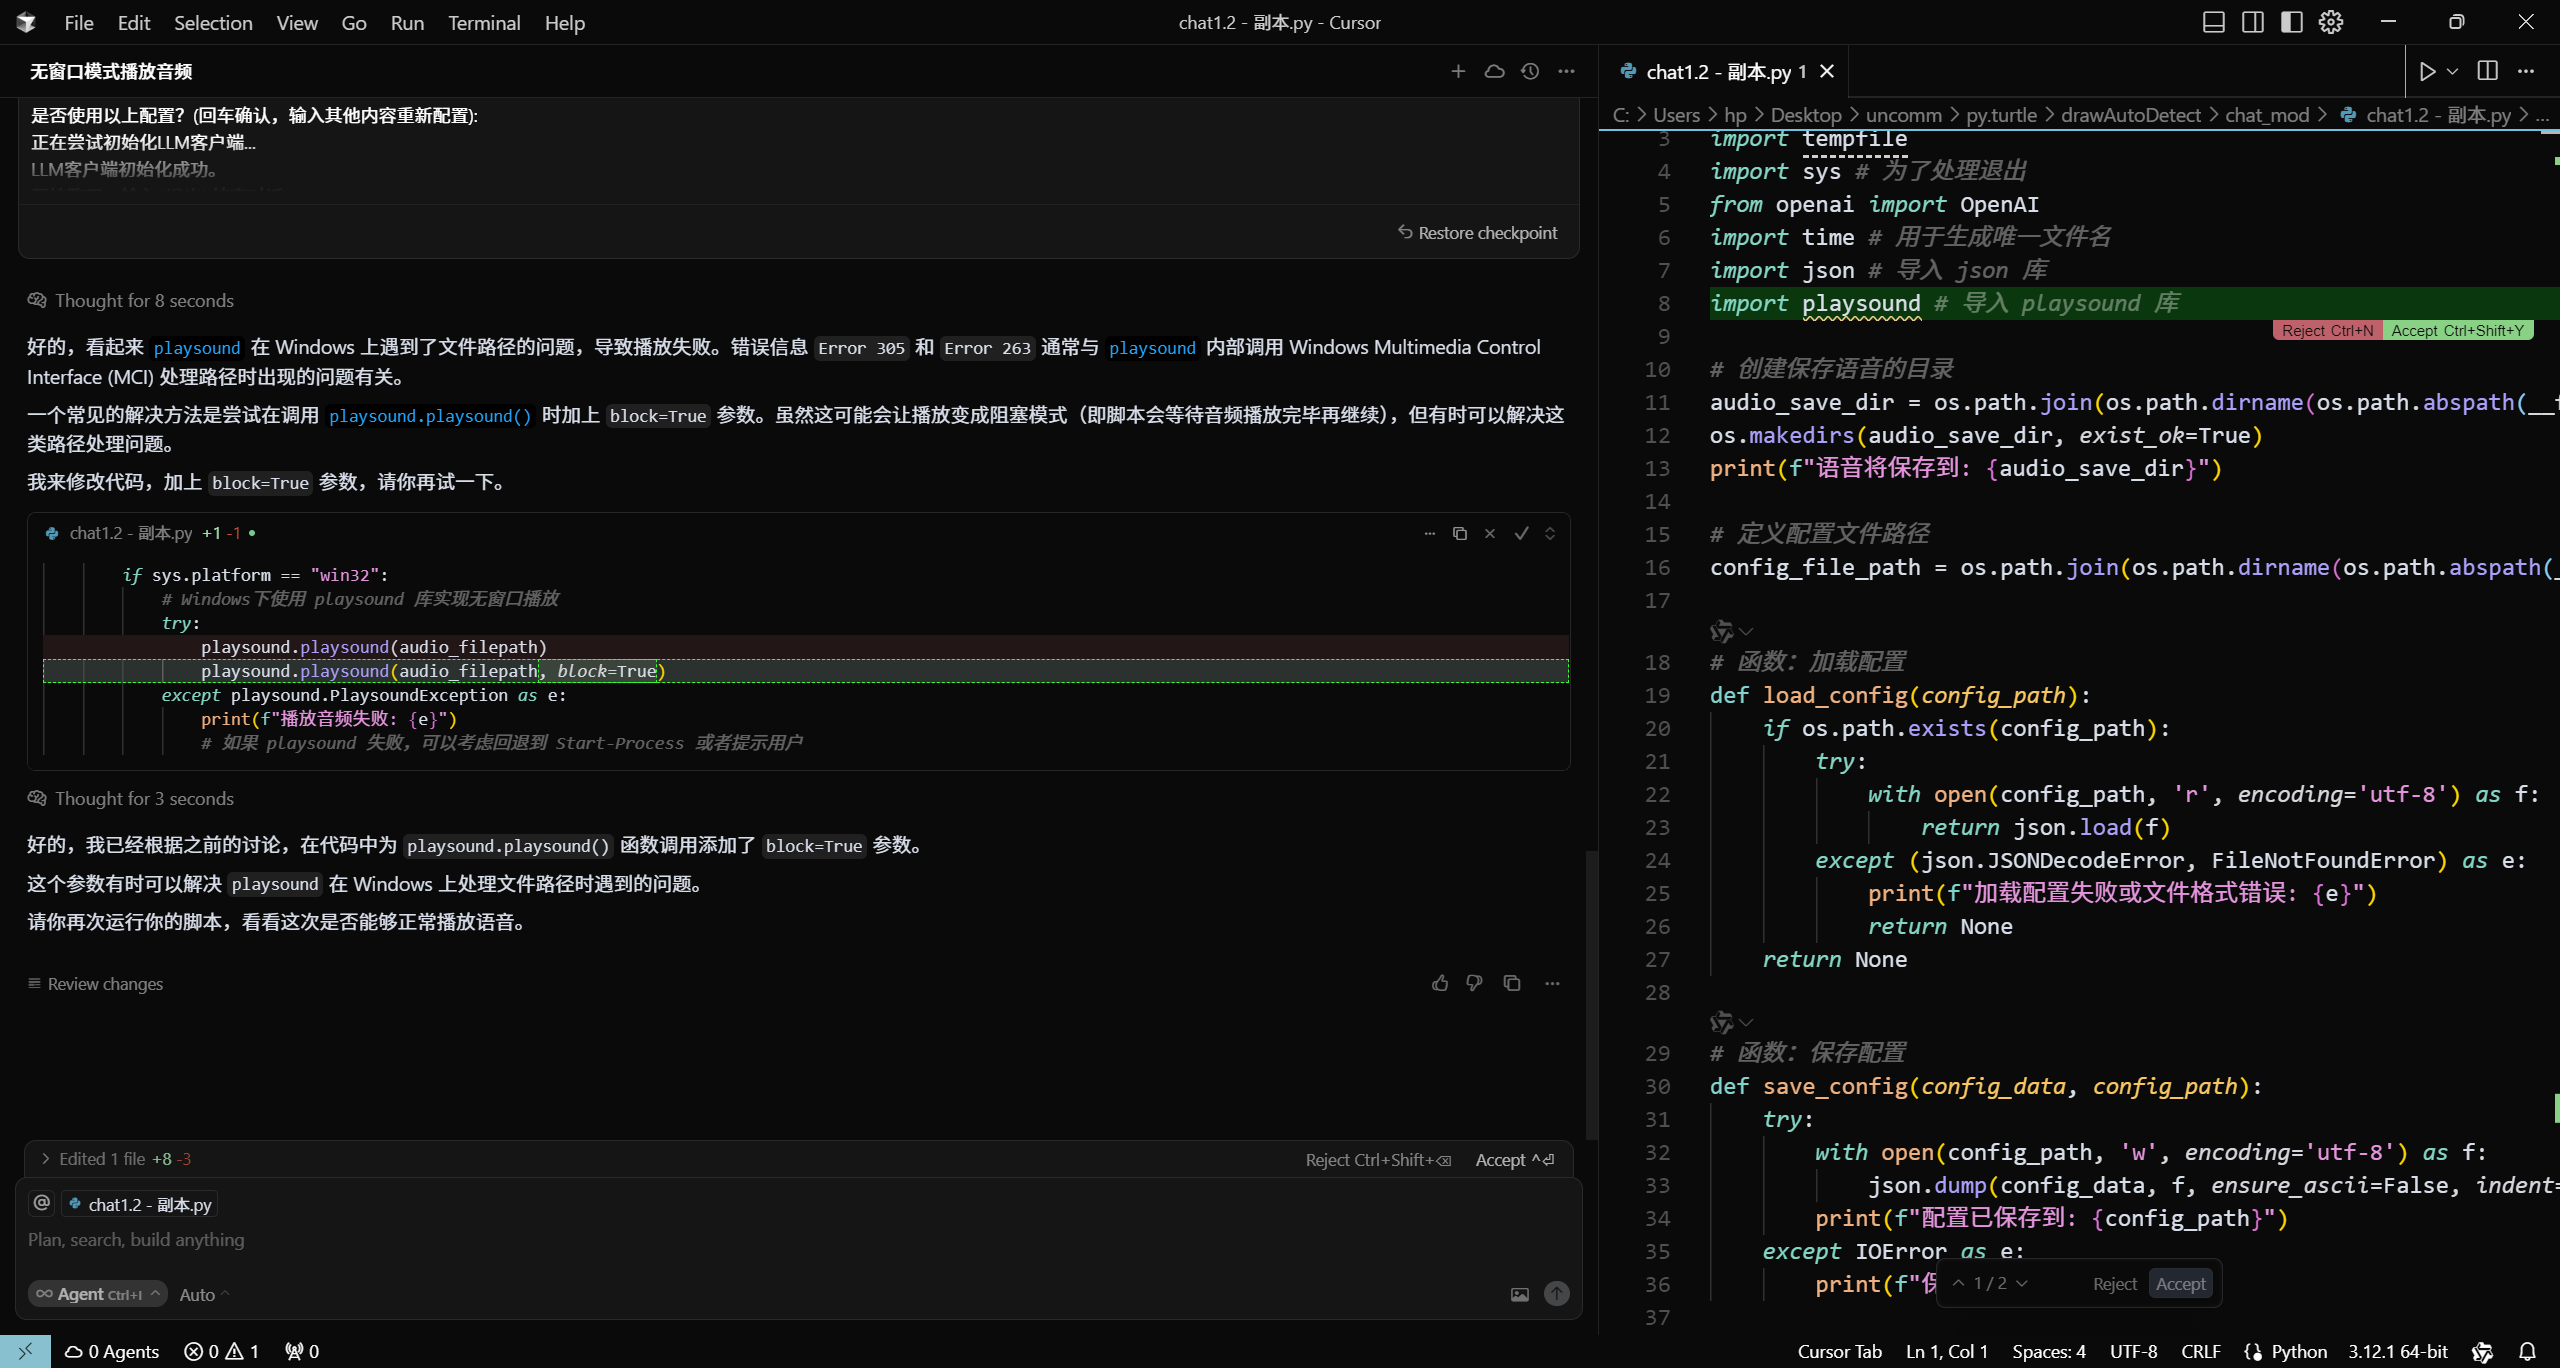 File Edit Selection View Go Run Terminal Help
chat1.2 - 副本.py - Cursor
无窗口模式播放音频
是否使用以上配置？(回车确认，输入其他内容重新配置):
正在尝试初始化LLM客户端...
LLM客户端初始化成功。
Restore checkpoint
Thought for 8 seconds
好的，看起来 playsound 在 Windows 上遇到了文件路径的问题，导致播放失败。错误信息 Error 305 和 Error 263 通常与 playsound 内部调用 Windows Multimedia Control
Interface (MCI) 处理路径时出现的问题有关。
一个常见的解决方法是尝试在调用 playsound.playsound() 时加上 block=True 参数。虽然这可能会让播放变成阻塞模式（即脚本会等待音频播放完毕再继续），但有时可以解决这
类路径处理问题。
我来修改代码，加上 block=True 参数，请你再试一下。
chat1.2 - 副本.py +1 -1
if sys.platform == "win32":
# Windows下使用 playsound 库实现无窗口播放
try:
playsound.playsound(audio_filepath)
playsound.playsound(audio_filepath, block=True)
except playsound.PlaysoundException as e:
print(f"播放音频失败: {e}")
# 如果 playsound 失败，可以考虑回退到 Start-Process 或者提示用户
Thought for 3 seconds
好的，我已经根据之前的讨论，在代码中为 playsound.playsound() 函数调用添加了 block=True 参数。
这个参数有时可以解决 playsound 在 Windows 上处理文件路径时遇到的问题。
请你再次运行你的脚本，看看这次是否能够正常播放语音。
Review changes
Edited 1 file +8 -3
Reject Ctrl+Shift+⌫ Accept ^⏎
@ chat1.2 - 副本.py
Plan, search, build anything
Agent Ctrl+I Auto
chat1.2 - 副本.py 1
C: > Users > hp > Desktop > uncomm > py.turtle > drawAutoDetect > chat_mod > chat1.2 - 副本.py > ...
3 import tempfile
4 import sys # 为了处理退出
5 from openai import OpenAI
6 import time # 用于生成唯一文件名
7 import json # 导入 json 库
8 import playsound # 导入 playsound 库
Reject Ctrl+N Accept Ctrl+Shift+Y
9
10 # 创建保存语音的目录
11 audio_save_dir = os.path.join(os.path.dirname(os.path.abspath(__
12 os.makedirs(audio_save_dir, exist_ok=True)
13 print(f"语音将保存到: {audio_save_dir}")
14
15 # 定义配置文件路径
16 config_file_path = os.path.join(os.path.dirname(os.path.abspath(_
17
18 # 函数: 加载配置
19 def load_config(config_path):
20 if os.path.exists(config_path):
21 try:
22 with open(config_path, 'r', encoding='utf-8') as f:
23 return json.load(f)
24 except (json.JSONDecodeError, FileNotFoundError) as e:
25 print(f"加载配置失败或文件格式错误: {e}")
26 return None
27 return None
28
29 # 函数: 保存配置
30 def save_config(config_data, config_path):
31 try:
32 with open(config_path, 'w', encoding='utf-8') as f:
33 json.dump(config_data, f, ensure_ascii=False, indent=
34 print(f"配置已保存到: {config_path}")
35 except IOError as e:
36 print(f"保
1 / 2 Reject Accept
37
0 Agents 0 1 0
Cursor Tab Ln 1, Col 1 Spaces: 4 UTF-8 CRLF Python 3.12.1 64-bit